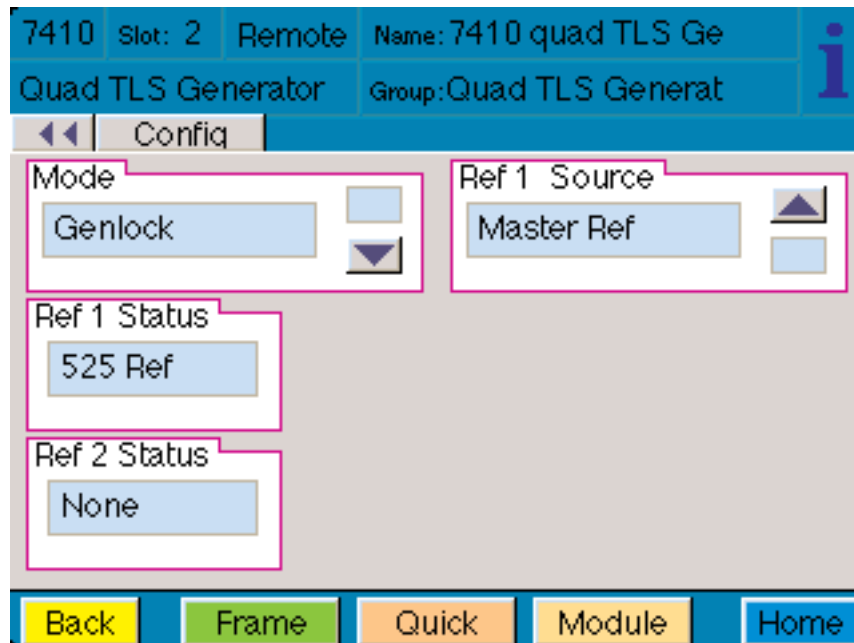 7410 Slot: 2 Remote Name: 7410 quad TLS Ge
Quad TLS Generator Group: Quad TLS Generat
i
Config
Mode
Genlock
Ref 1 Source
Master Ref
Ref 1 Status
525 Ref
Ref 2 Status
None
Back Frame Quick Module Home